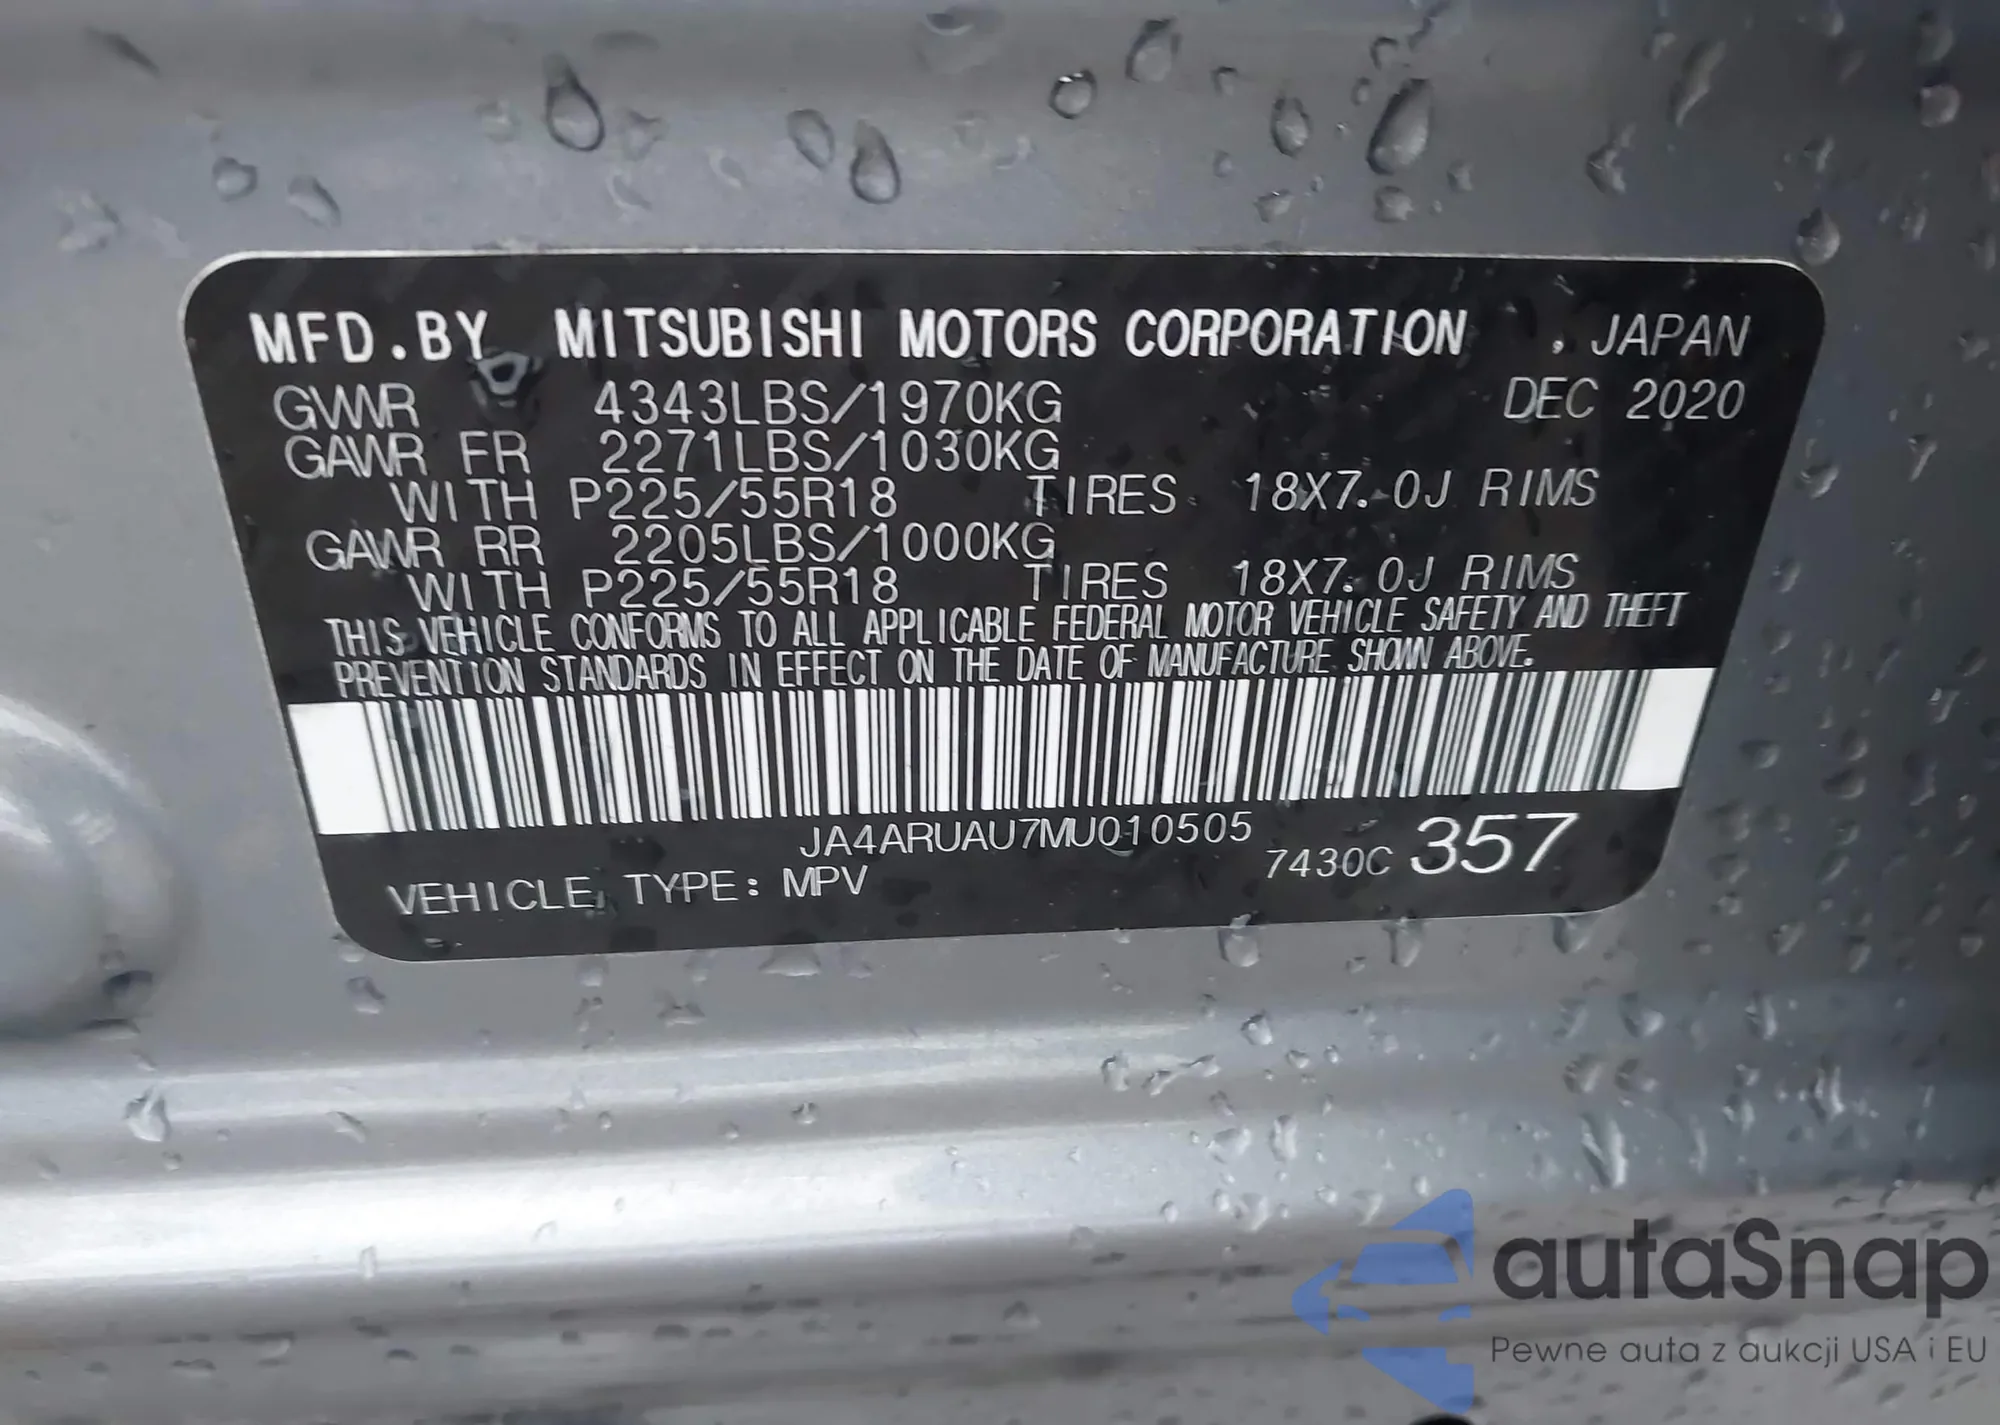 MFD.BY MITSUBISHI MOTORS CORPORATION , JAPAN
GVWR 4343LBS/1970KG DEC 2020
GAWR FR 2271LBS/1030KG
WITH P225/55R18 TIRES 18X7.0J RIMS
GAWR RR 2205LBS/1000KG
WITH P225/55R18 TIRES 18X7.0J RIMS
THIS VEHICLE CONFORMS TO ALL APPLICABLE FEDERAL MOTOR VEHICLE SAFETY AND THEFT
PREVENTION STANDARDS IN EFFECT ON THE DATE OF MANUFACTURE SHOWN ABOVE.
JA4ARUAU7MU010505
7430C 357
VEHICLE TYPE: MPV
autaSnap
Pewne auta z aukcji USA i EU